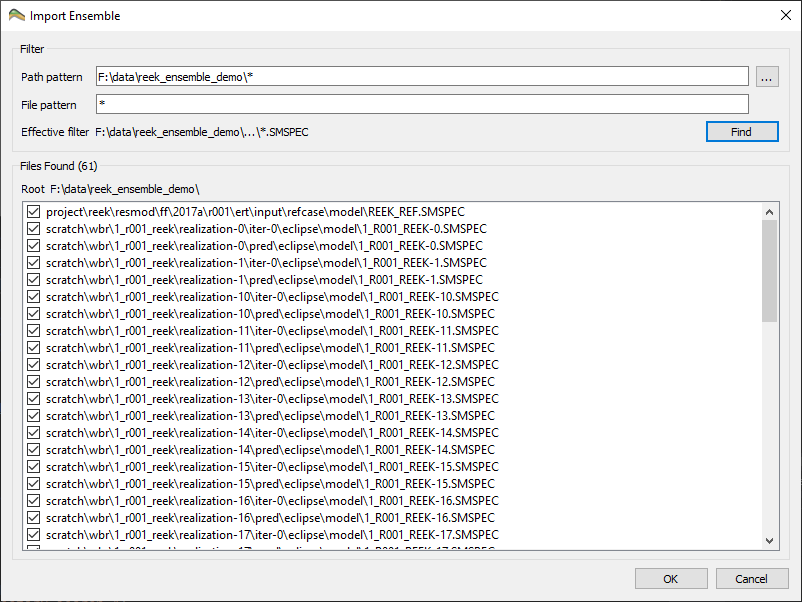 Import Ensemble
Filter
Path pattern F:\data\reek_ensemble_demo\*
...
File pattern *
Effective filter F:\data\reek_ensemble_demo\...\*.SMSPEC
Find
Files Found (61)
Root F:\data\reek_ensemble_demo\
project\reek\resmod\ff\2017a\r001\ert\input\refcase\model\REEK_REF.SMSPEC
scratch\wbr\1_r001_reek\realization-0\iter-0\eclipse\model\1_R001_REEK-0.SMSPEC
scratch\wbr\1_r001_reek\realization-0\pred\eclipse\model\1_R001_REEK-0.SMSPEC
scratch\wbr\1_r001_reek\realization-1\iter-0\eclipse\model\1_R001_REEK-1.SMSPEC
scratch\wbr\1_r001_reek\realization-1\pred\eclipse\model\1_R001_REEK-1.SMSPEC
scratch\wbr\1_r001_reek\realization-10\iter-0\eclipse\model\1_R001_REEK-10.SMSPEC
scratch\wbr\1_r001_reek\realization-10\pred\eclipse\model\1_R001_REEK-10.SMSPEC
scratch\wbr\1_r001_reek\realization-11\iter-0\eclipse\model\1_R001_REEK-11.SMSPEC
scratch\wbr\1_r001_reek\realization-11\pred\eclipse\model\1_R001_REEK-11.SMSPEC
scratch\wbr\1_r001_reek\realization-12\iter-0\eclipse\model\1_R001_REEK-12.SMSPEC
scratch\wbr\1_r001_reek\realization-12\pred\eclipse\model\1_R001_REEK-12.SMSPEC
scratch\wbr\1_r001_reek\realization-13\iter-0\eclipse\model\1_R001_REEK-13.SMSPEC
scratch\wbr\1_r001_reek\realization-13\pred\eclipse\model\1_R001_REEK-13.SMSPEC
scratch\wbr\1_r001_reek\realization-14\iter-0\eclipse\model\1_R001_REEK-14.SMSPEC
scratch\wbr\1_r001_reek\realization-14\pred\eclipse\model\1_R001_REEK-14.SMSPEC
scratch\wbr\1_r001_reek\realization-15\iter-0\eclipse\model\1_R001_REEK-15.SMSPEC
scratch\wbr\1_r001_reek\realization-15\pred\eclipse\model\1_R001_REEK-15.SMSPEC
scratch\wbr\1_r001_reek\realization-16\iter-0\eclipse\model\1_R001_REEK-16.SMSPEC
scratch\wbr\1_r001_reek\realization-16\pred\eclipse\model\1_R001_REEK-16.SMSPEC
scratch\wbr\1_r001_reek\realization-17\iter-0\eclipse\model\1_R001_REEK-17.SMSPEC
OK
Cancel